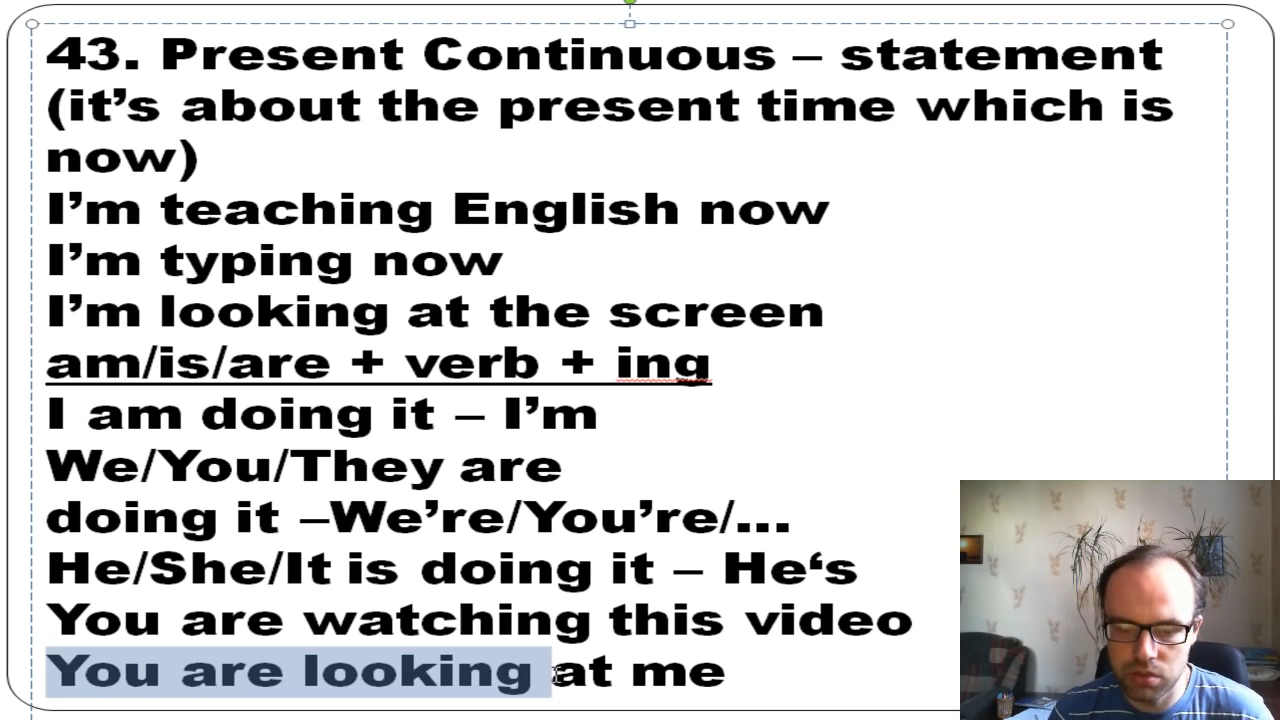 43. Present Continuous – statement
(it’s about the present time which is
now)
I’m teaching English now
I’m typing now
I’m looking at the screen
am/is/are + verb + ing
I am doing it – I’m
We/You/They are
doing it –We’re/You’re/...
He/She/It is doing it – He‘s
You are watching this video
You are looking at me